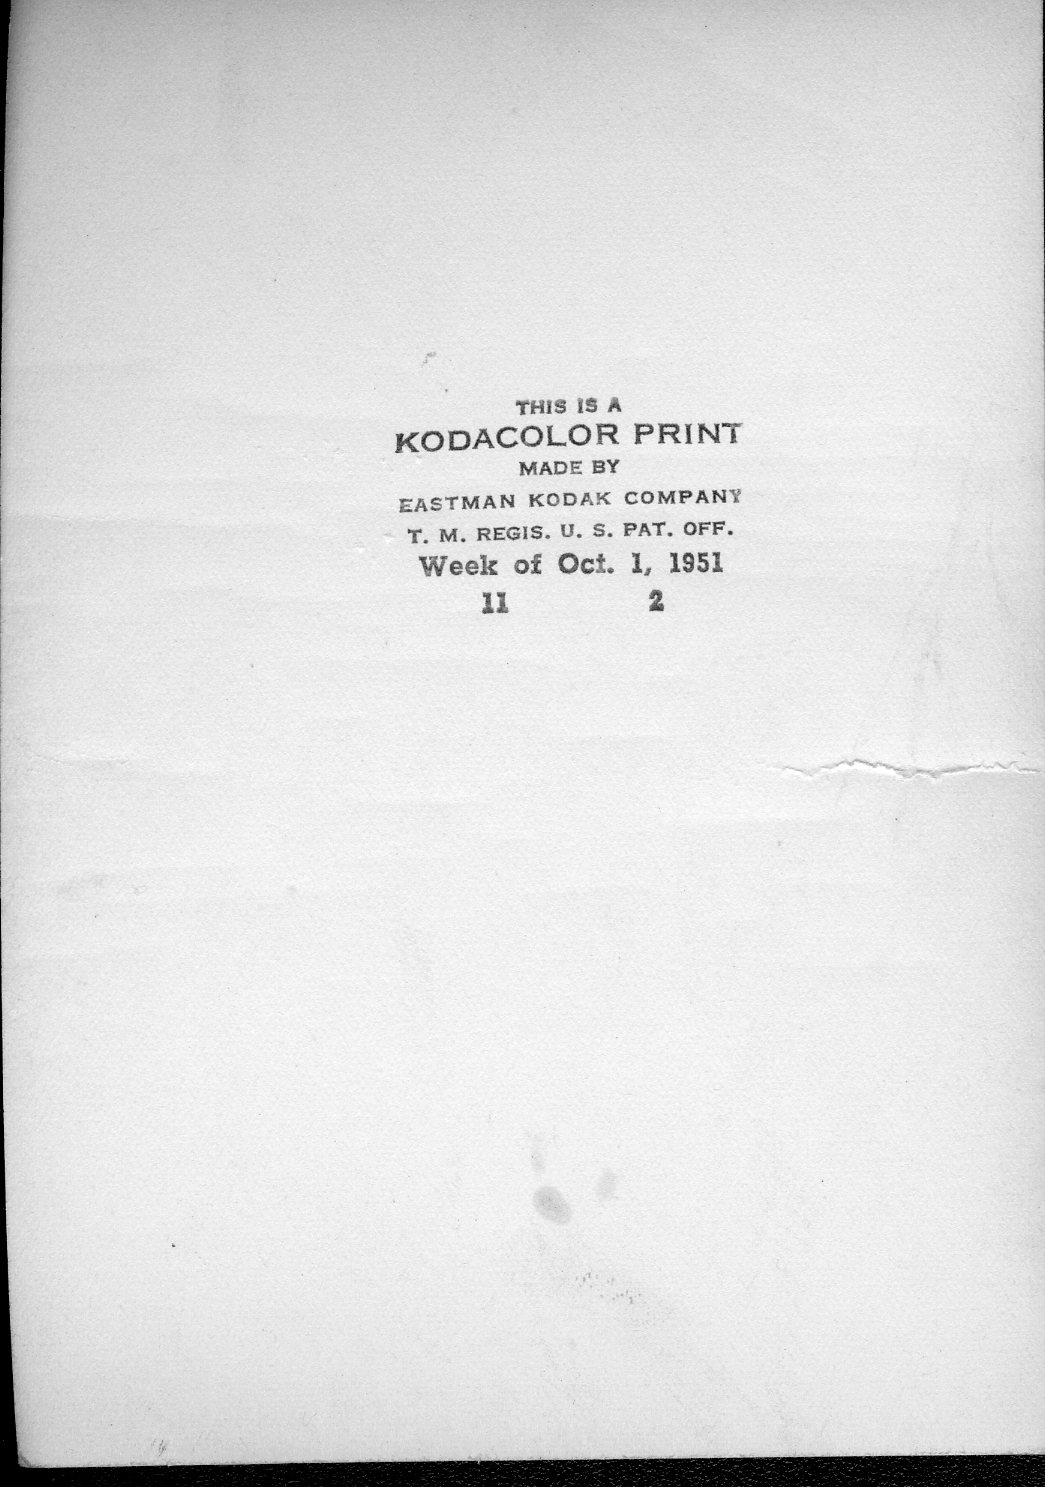 THIS IS A
KODACOLOR PRINT
MADE BY
EASTMAN KODAK COMPANY
T. M. REGIS. U. S. PAT. OFF.
Week of Oct. 1, 1951
11 2